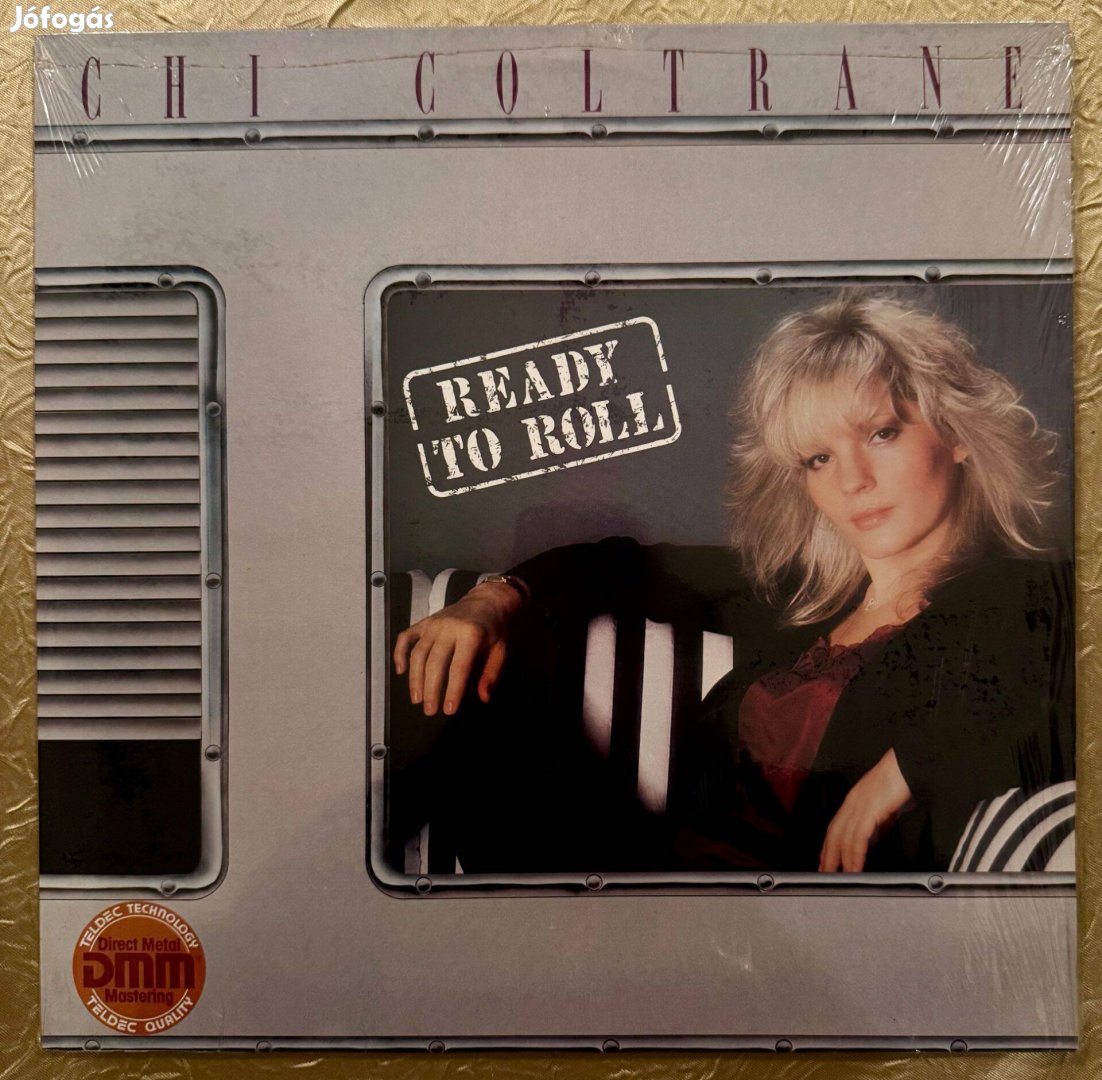 Jófogás
CHI COLTRANE
READY
TO ROLL
TELDEC TECHNOLOGY
Direct Metal
DMM
Mastering
TELDEC QUALITY